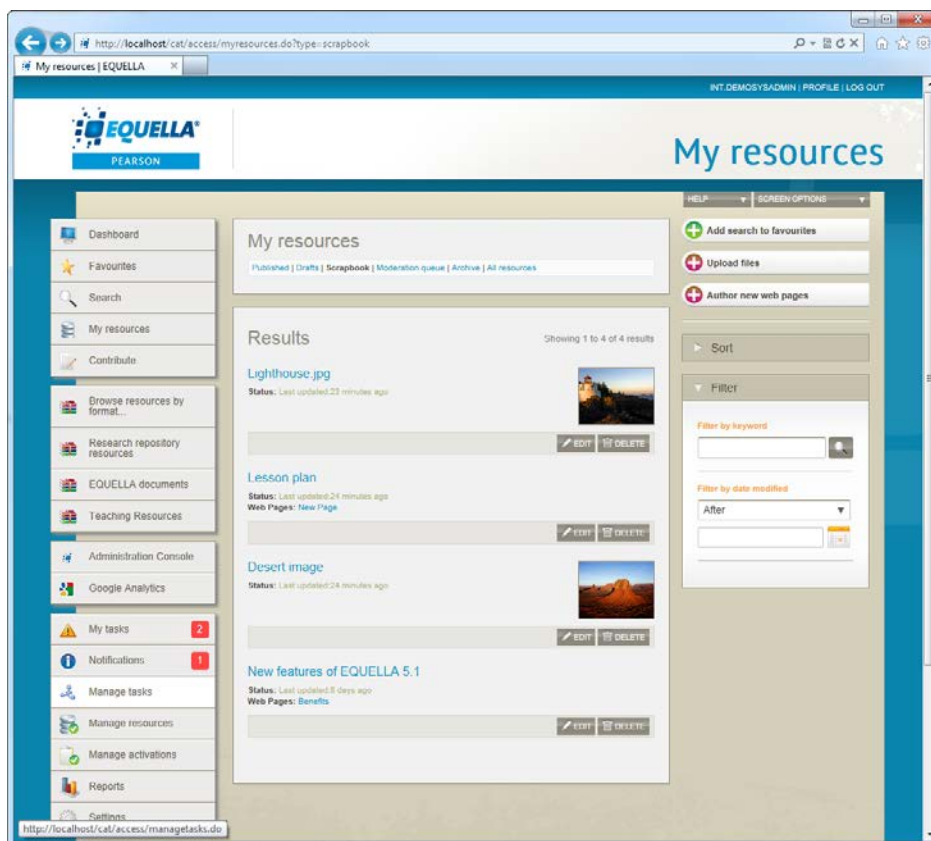 http://localhost/cat/access/myresources.do?type=scrapbook
My resources | EQUELLA
INT.DEMOSYSADMIN | PROFILE | LOG OUT
EQUELLA®
PEARSON
My resources
HELP
SCREEN OPTIONS
Dashboard
Favourites
Search
My resources
Contribute
Browse resources by
format...
Research repository
resources
EQUELLA documents
Teaching Resources
Administration Console
Google Analytics
My tasks 2
Notifications 1
Manage tasks
Manage resources
Manage activations
Reports
Settings
http://localhost/cat/access/managetasks.do
My resources
Published | Drafts | Scrapbook | Moderation queue | Archive | All resources
Results
Showing 1 to 4 of 4 results
Lighthouse.jpg
Status: Last updated:23 minutes ago
EDIT DELETE
Lesson plan
Status: Last updated:24 minutes ago
Web Pages: New Page
EDIT DELETE
Desert image
Status: Last updated:24 minutes ago
EDIT DELETE
New features of EQUELLA 5.1
Status: Last updated:8 days ago
Web Pages: Benefits
EDIT DELETE
Add search to favourites
Upload files
Author new web pages
Sort
Filter
Filter by keyword
Filter by date modified
After